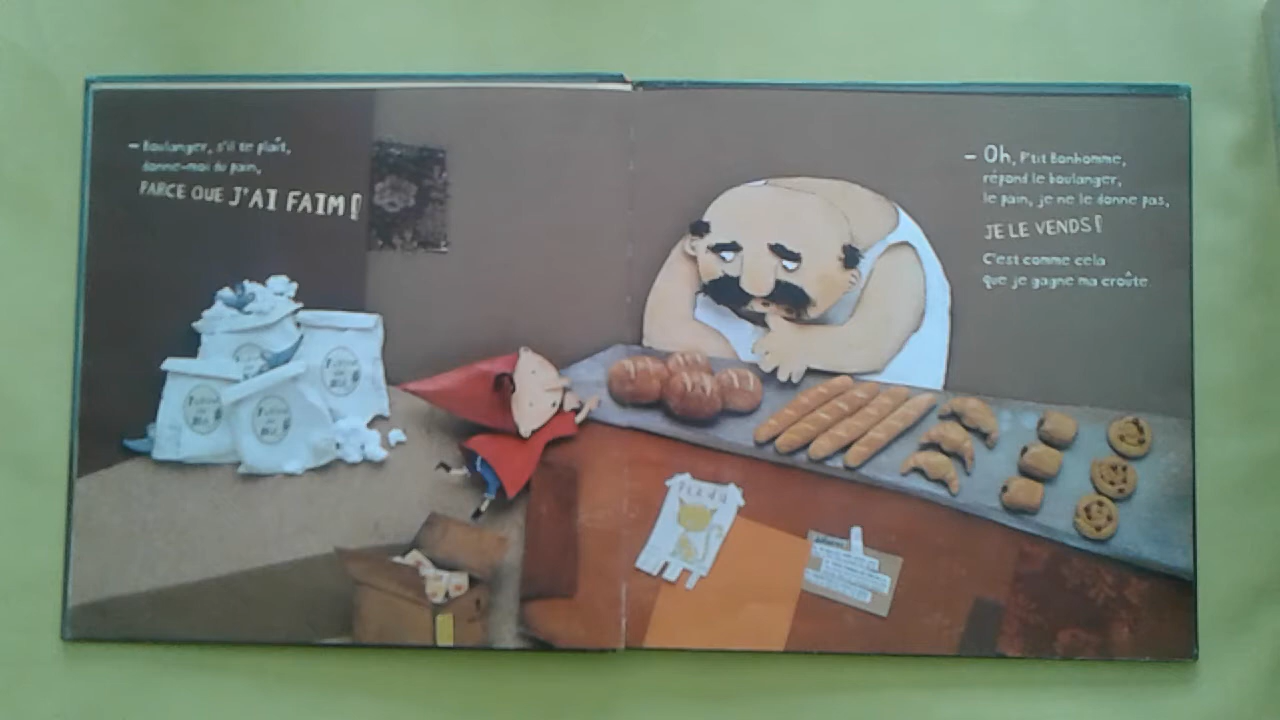 – Boulanger, s'il te plaît,
donne-moi du pain,
PARCE QUE J'AI FAIM!
– Oh, P'tit Bonhomme,
répond le boulanger,
le pain, je ne le donne pas,
JE LE VENDS!
C'est comme cela
que je gagne ma croûte.